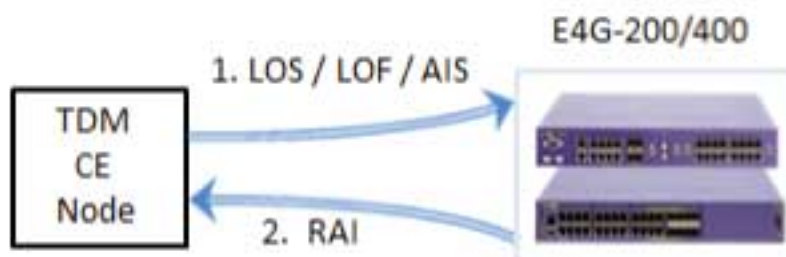 E4G-200/400
1. LOS / LOF / AIS
TDM
CE
Node
2. RAI